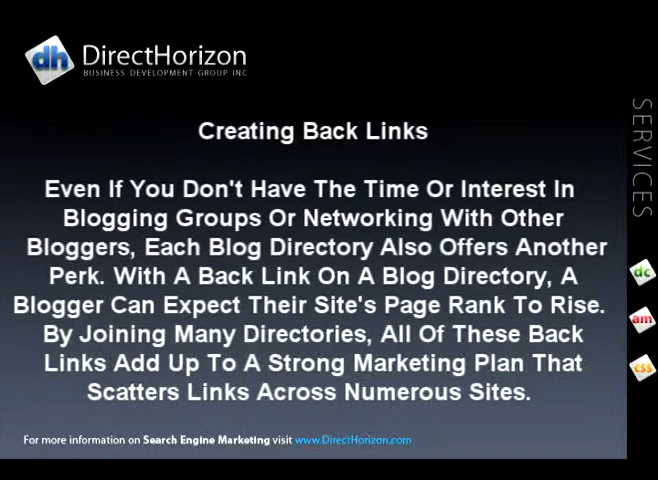 dh DirectHorizon
BUSINESS DEVELOPMENT GROUP INC
Creating Back Links
Even If You Don't Have The Time Or Interest In
Blogging Groups Or Networking With Other
Bloggers, Each Blog Directory Also Offers Another
Perk. With A Back Link On A Blog Directory, A
Blogger Can Expect Their Site's Page Rank To Rise.
By Joining Many Directories, All Of These Back
Links Add Up To A Strong Marketing Plan That
Scatters Links Across Numerous Sites.
For more information on Search Engine Marketing visit www.DirectHorizon.com
SERVICES
dc
am
css